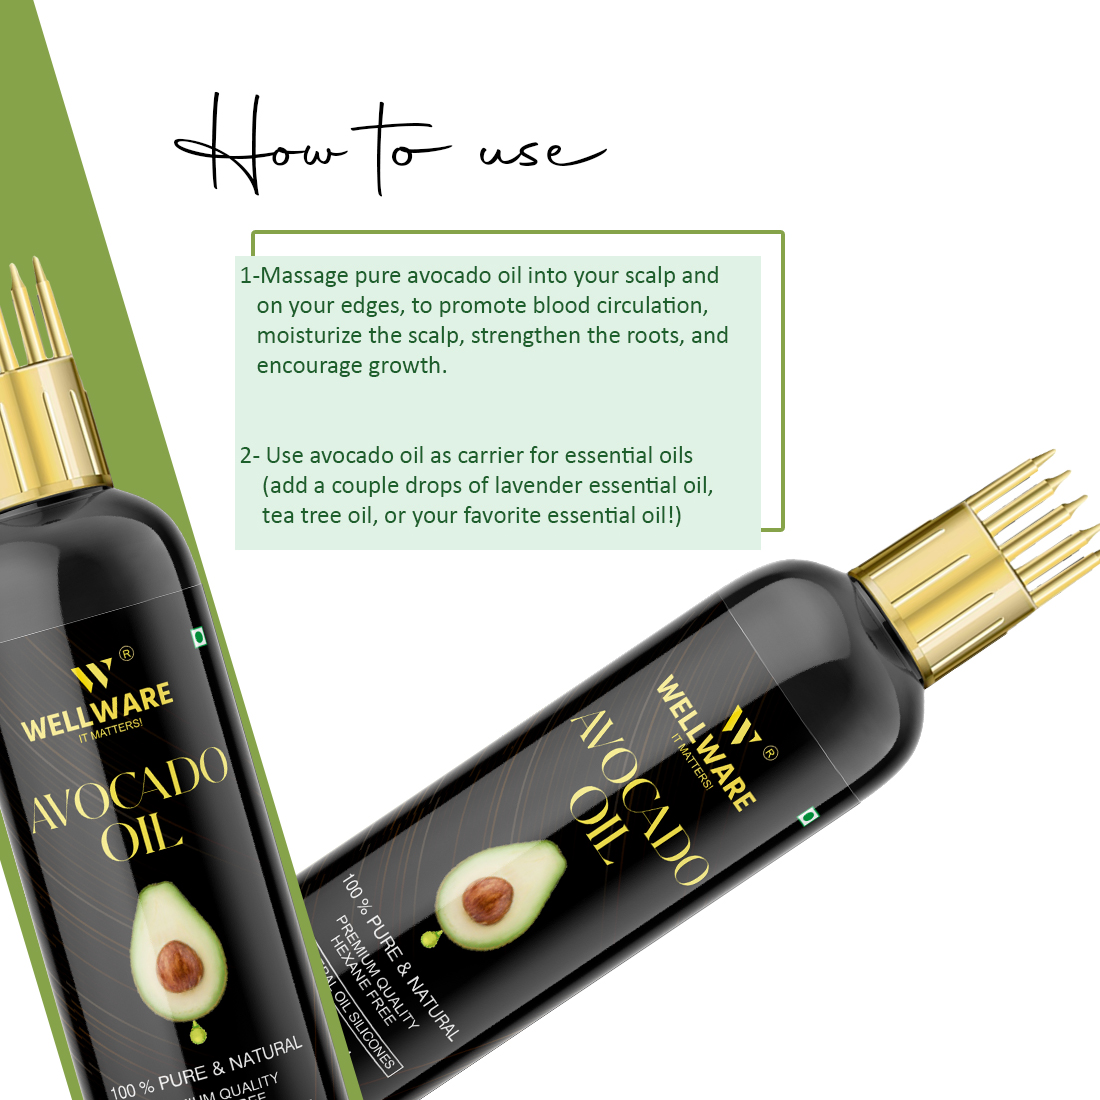 How to use
1-Massage pure avocado oil into your scalp and
on your edges, to promote blood circulation,
moisturize the scalp, strengthen the roots, and
encourage growth.
2- Use avocado oil as carrier for essential oils
(add a couple drops of lavender essential oil,
tea tree oil, or your favorite essential oil!)
W ®
WELLWARE
IT MATTERS!
AVOCADO
OIL
100 % PURE & NATURAL
QUALITY
W ®
WELLWARE
IT MATTERS!
AVOCADO
OIL
100 % PURE & NATURAL
PREMIUM QUALITY
HEXANE FREE
OIL SILICONES